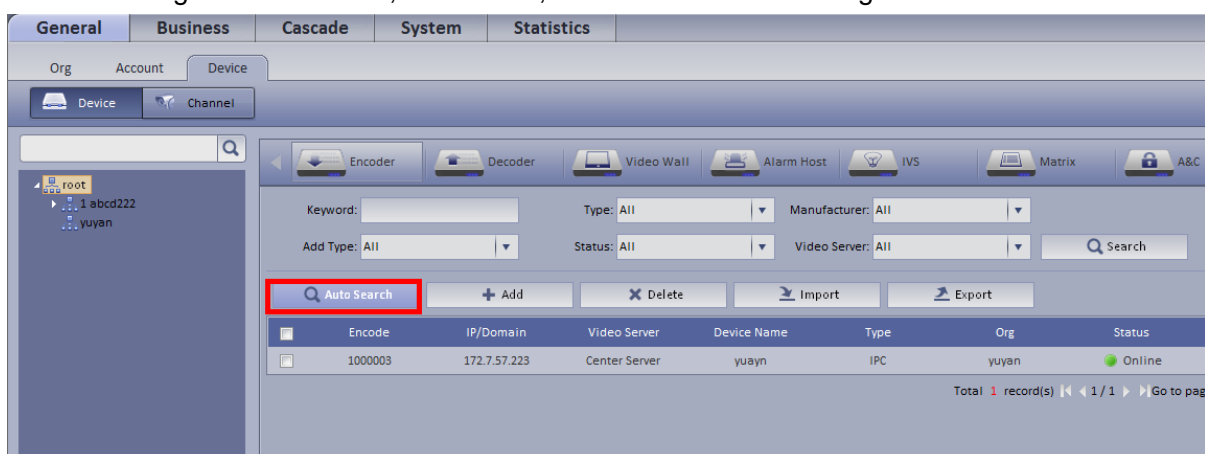 General Business Cascade System Statistics
Org Account Device
Device Channel
Encoder Decoder Video Wall Alarm Host IVS Matrix A&C
root
1 abcd222
yuyan
Keyword: Type: All Manufacturer: All
Add Type: All Status: All Video Server: All Search
Auto Search Add Delete Import Export
Encode IP/Domain Video Server Device Name Type Org Status
1000003 172.7.57.223 Center Server yuayn IPC yuyan Online
Total 1 record(s) 1 / 1 Go to pag